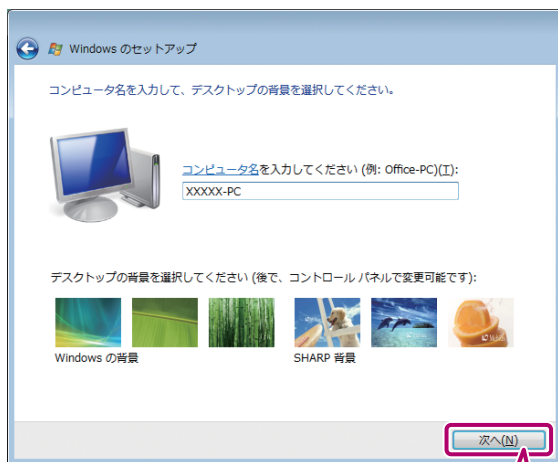 Windows のセットアップ
コンピュータ名を入力して、デスクトップの背景を選択してください。
コンピュータ名を入力してください (例: Office-PC)(T):
XXXXX-PC
デスクトップの背景を選択してください (後で、コントロール パネルで変更可能です):
Windows の背景
SHARP 背景
次へ(N)